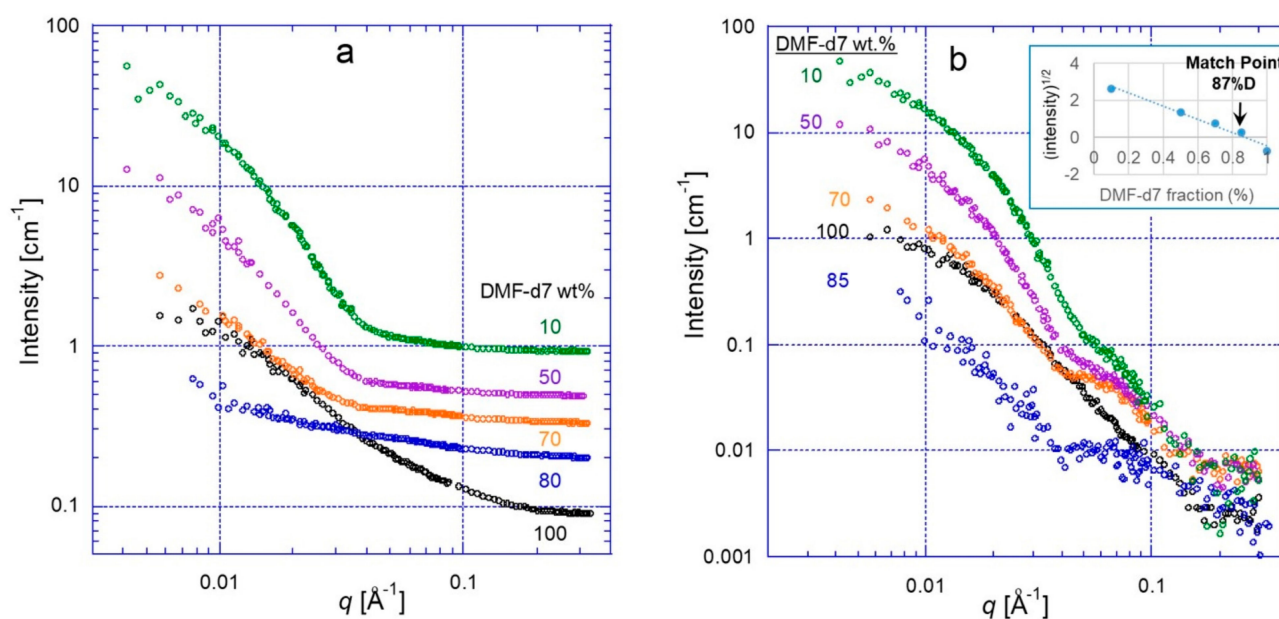 a
Intensity [cm⁻¹]
100
10
1
0.1
DMF-d7 wt%
10
50
70
80
100
0.01
0.1
q [Å⁻¹]
b
Intensity [cm⁻¹]
100
10
1
0.1
0.01
0.001
DMF-d7 wt.%
10
50
70
100
85
0.01
0.1
q [Å⁻¹]
(intensity)^1/2
4
2
0
-2
Match Point
87%D
0
0.2
0.4
0.6
0.8
1
DMF-d7 fraction (%)